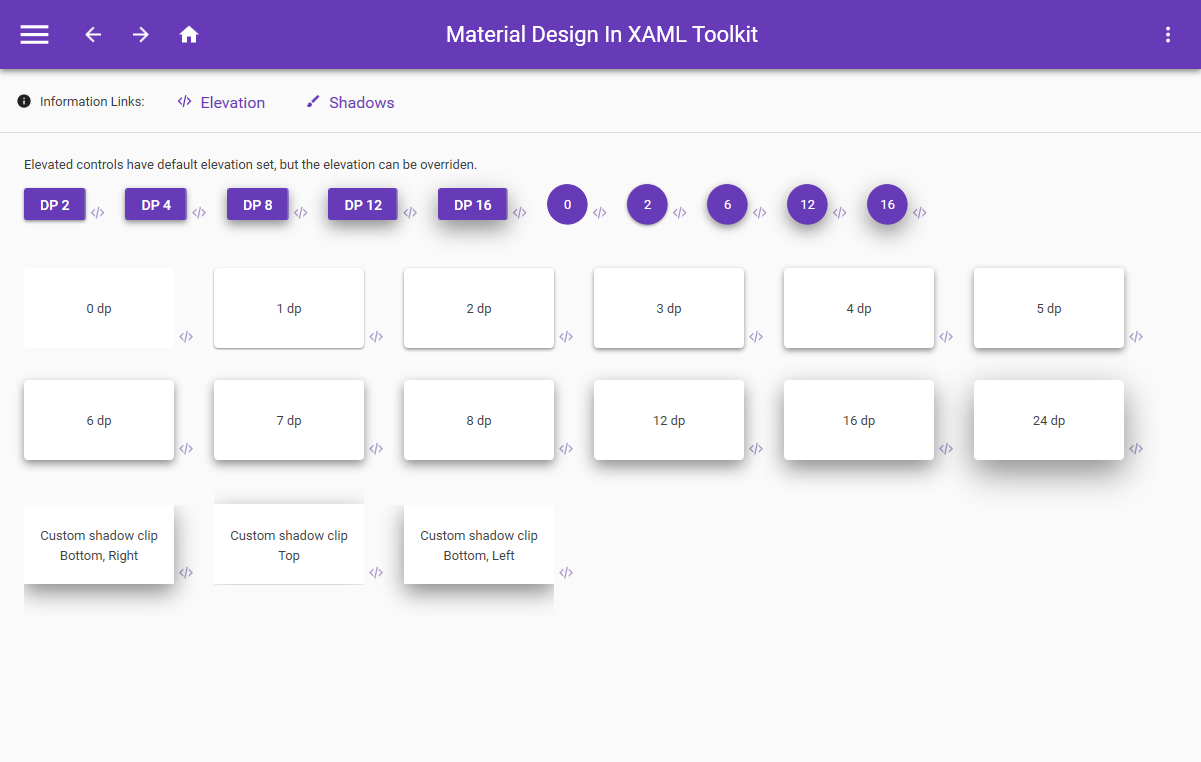 Material Design In XAML Toolkit
Information Links: Elevation Shadows
Elevated controls have default elevation set, but the elevation can be overriden.
DP 2 DP 4 DP 8 DP 12 DP 16 0 2 6 12 16
0 dp 1 dp 2 dp 3 dp 4 dp 5 dp
6 dp 7 dp 8 dp 12 dp 16 dp 24 dp
Custom shadow clip
Bottom, Right
Custom shadow clip
Top
Custom shadow clip
Bottom, Left